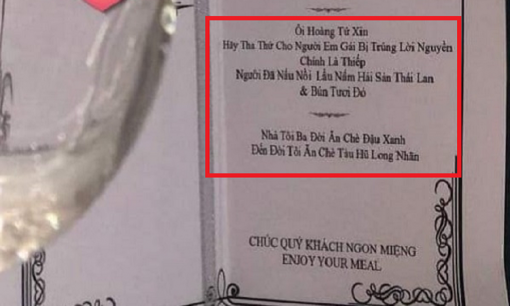 Ôi Hoàng Tử Xin
Hãy Tha Thứ Cho Người Em Gái Bị Trúng Lời Nguyền
Chính Là Thiếp
Người Đã Nấu Nồi Lẩu Nấm Hải Sản Thái Lan
& Bún Tươi Đó
Nhà Tôi Ba Đời Ăn Chè Đậu Xanh
Đến Đời Tôi Ăn Chè Tàu Hũ Long Nhãn
CHÚC QUÝ KHÁCH NGON MIỆNG
ENJOY YOUR MEAL